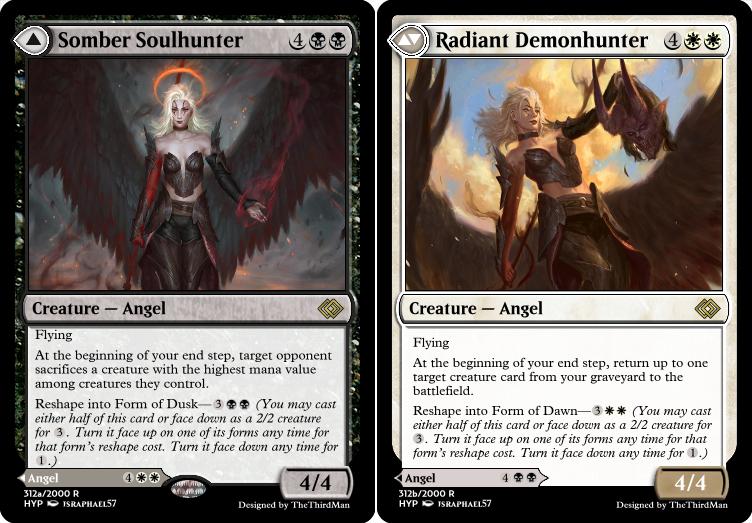 Somber Soulhunter 4
Creature — Angel
Flying
At the beginning of your end step, target opponent
sacrifices a creature with the highest mana value
among creatures they control.
Reshape into Form of Dusk—3 (You may cast
either half of this card or face down as a 2/2 creature
for 3. Turn it face up on one of its forms any time for
that form's reshape cost. Turn it into its other form for
1.)
Angel 4
4/4
312a/2000 R
HYP ISRAPHAEL57
Designed by TheThirdMan
Radiant Demonhunter 4
Creature — Angel
Flying
At the beginning of your end step, return up to one
target creature card from your graveyard to the
battlefield.
Reshape into Form of Dawn—3 (You may cast
either half of this card or face down as a 2/2 creature for
3. Turn it face up on one of its forms any time for
that form's reshape cost. Turn it face up any time for 1.)
Angel 4
4/4
312b/2000 R
HYP ISRAPHAEL57
Designed by TheThirdMan